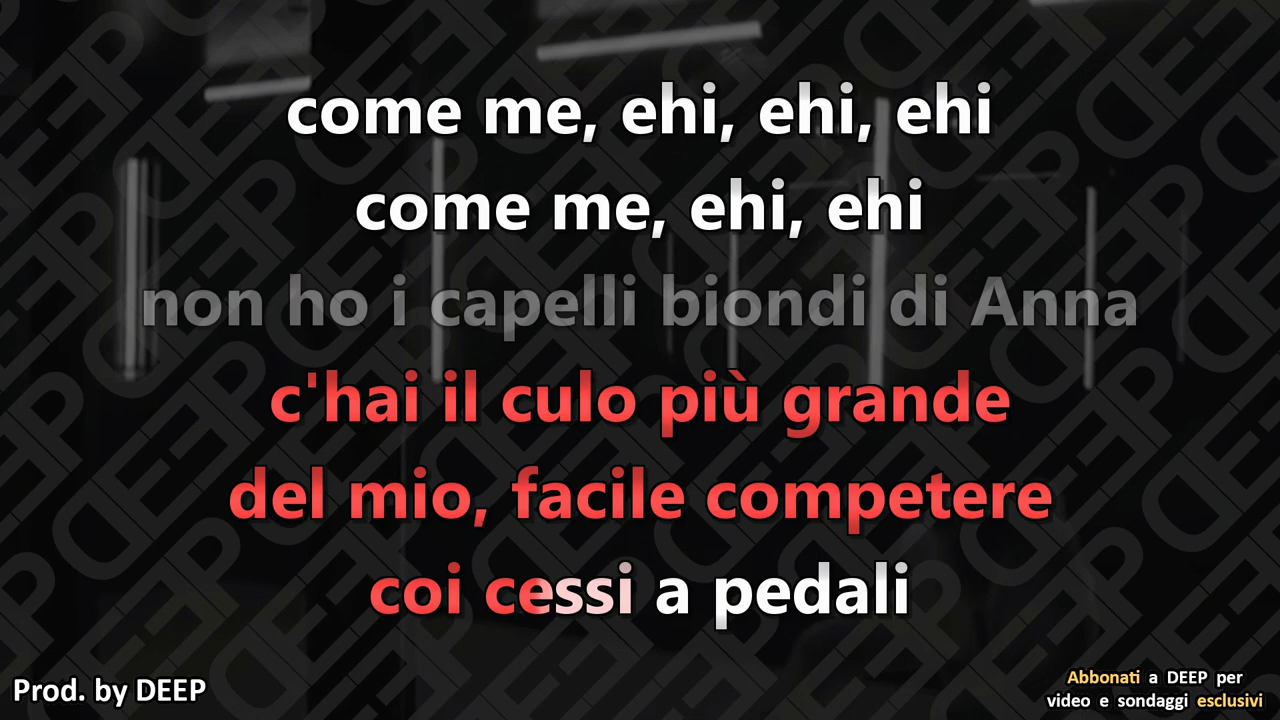 come me, ehi, ehi, ehi
come me, ehi, ehi
non ho i capelli biondi di Anna
c'hai il culo più grande
del mio, facile competere
coi cessi a pedali
Prod. by DEEP
Abbonati a DEEP per
video e sondaggi esclusivi